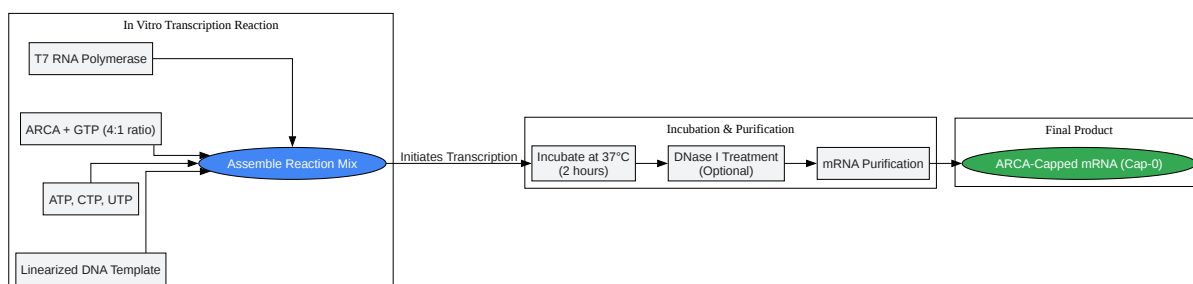 In Vitro Transcription Reaction
T7 RNA Polymerase
ARCA + GTP (4:1 ratio)
ATP, CTP, UTP
Linearized DNA Template
Assemble Reaction Mix
Initiates Transcription
Incubation & Purification
Incubate at 37°C
(2 hours)
DNase I Treatment
(Optional)
mRNA Purification
Final Product
ARCA-Capped mRNA (Cap-0)